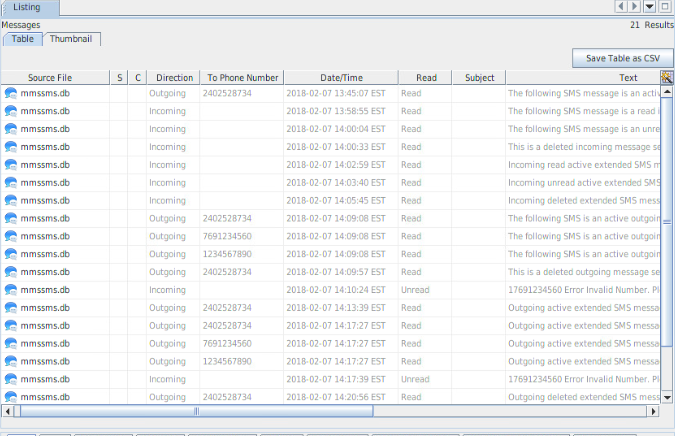 Listing
Messages 21 Results
Table Thumbnail
Save Table as CSV
Source File S C Direction To Phone Number Date/Time Read Subject Text
mmssms.db Outgoing 2402528734 2018-02-07 13:45:07 EST Read The following SMS message is an activ
mmssms.db Incoming 2018-02-07 13:58:55 EST Read The following SMS message is a read i
mmssms.db Incoming 2018-02-07 14:00:04 EST Read The following SMS message is an unre
mmssms.db Incoming 2018-02-07 14:00:33 EST Read This is a deleted incoming message se
mmssms.db Incoming 2018-02-07 14:02:59 EST Read Incoming read active extended SMS m
mmssms.db Incoming 2018-02-07 14:03:40 EST Read Incoming unread active extended SMS
mmssms.db Incoming 2018-02-07 14:05:45 EST Read Incoming deleted extended SMS mess
mmssms.db Outgoing 2402528734 2018-02-07 14:09:08 EST Read The following SMS is an active outgoin
mmssms.db Outgoing 7691234560 2018-02-07 14:09:08 EST Read The following SMS is an active outgoin
mmssms.db Outgoing 1234567890 2018-02-07 14:09:08 EST Read The following SMS is an active outgoin
mmssms.db Outgoing 2402528734 2018-02-07 14:09:57 EST Read This is a deleted outgoing message se
mmssms.db Incoming 2018-02-07 14:10:24 EST Unread 17691234560 Error Invalid Number. Pl
mmssms.db Outgoing 2402528734 2018-02-07 14:13:39 EST Read Outgoing active extended SMS messa
mmssms.db Outgoing 2402528734 2018-02-07 14:17:27 EST Read Outgoing active extended SMS messa
mmssms.db Outgoing 7691234560 2018-02-07 14:17:27 EST Read Outgoing active extended SMS messa
mmssms.db Outgoing 1234567890 2018-02-07 14:17:27 EST Read Outgoing active extended SMS messa
mmssms.db Incoming 2018-02-07 14:17:39 EST Unread 17691234560 Error Invalid Number. Pl
mmssms.db Outgoing 2402528734 2018-02-07 14:20:56 EST Read Outgoing deleted extended SMS mess